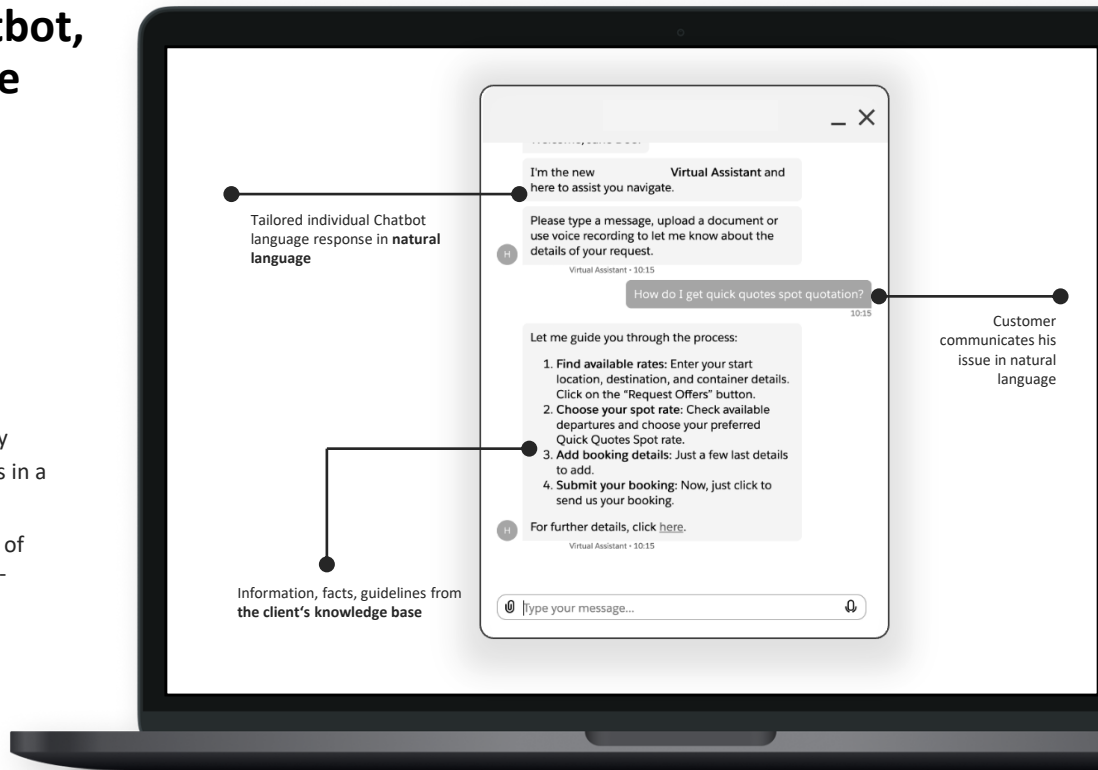 tbot,
e
y
s in a
of
–
I'm the new Virtual Assistant and
here to assist you navigate.
Please type a message, upload a document or
use voice recording to let me know about the
details of your request.
H
Virtual Assistant • 10:15
How do I get quick quotes spot quotation?
10:15
Let me guide you through the process:
1. Find available rates: Enter your start
location, destination, and container details.
Click on the “Request Offers” button.
2. Choose your spot rate: Check available
departures and choose your preferred
Quick Quotes Spot rate.
3. Add booking details: Just a few last details
to add.
4. Submit your booking: Now, just click to
send us your booking.
For further details, click here.
H
Virtual Assistant • 10:15
Type your message...
Tailored individual Chatbot
language response in natural
language
Customer
communicates his
issue in natural
language
Information, facts, guidelines from
the client‘s knowledge base